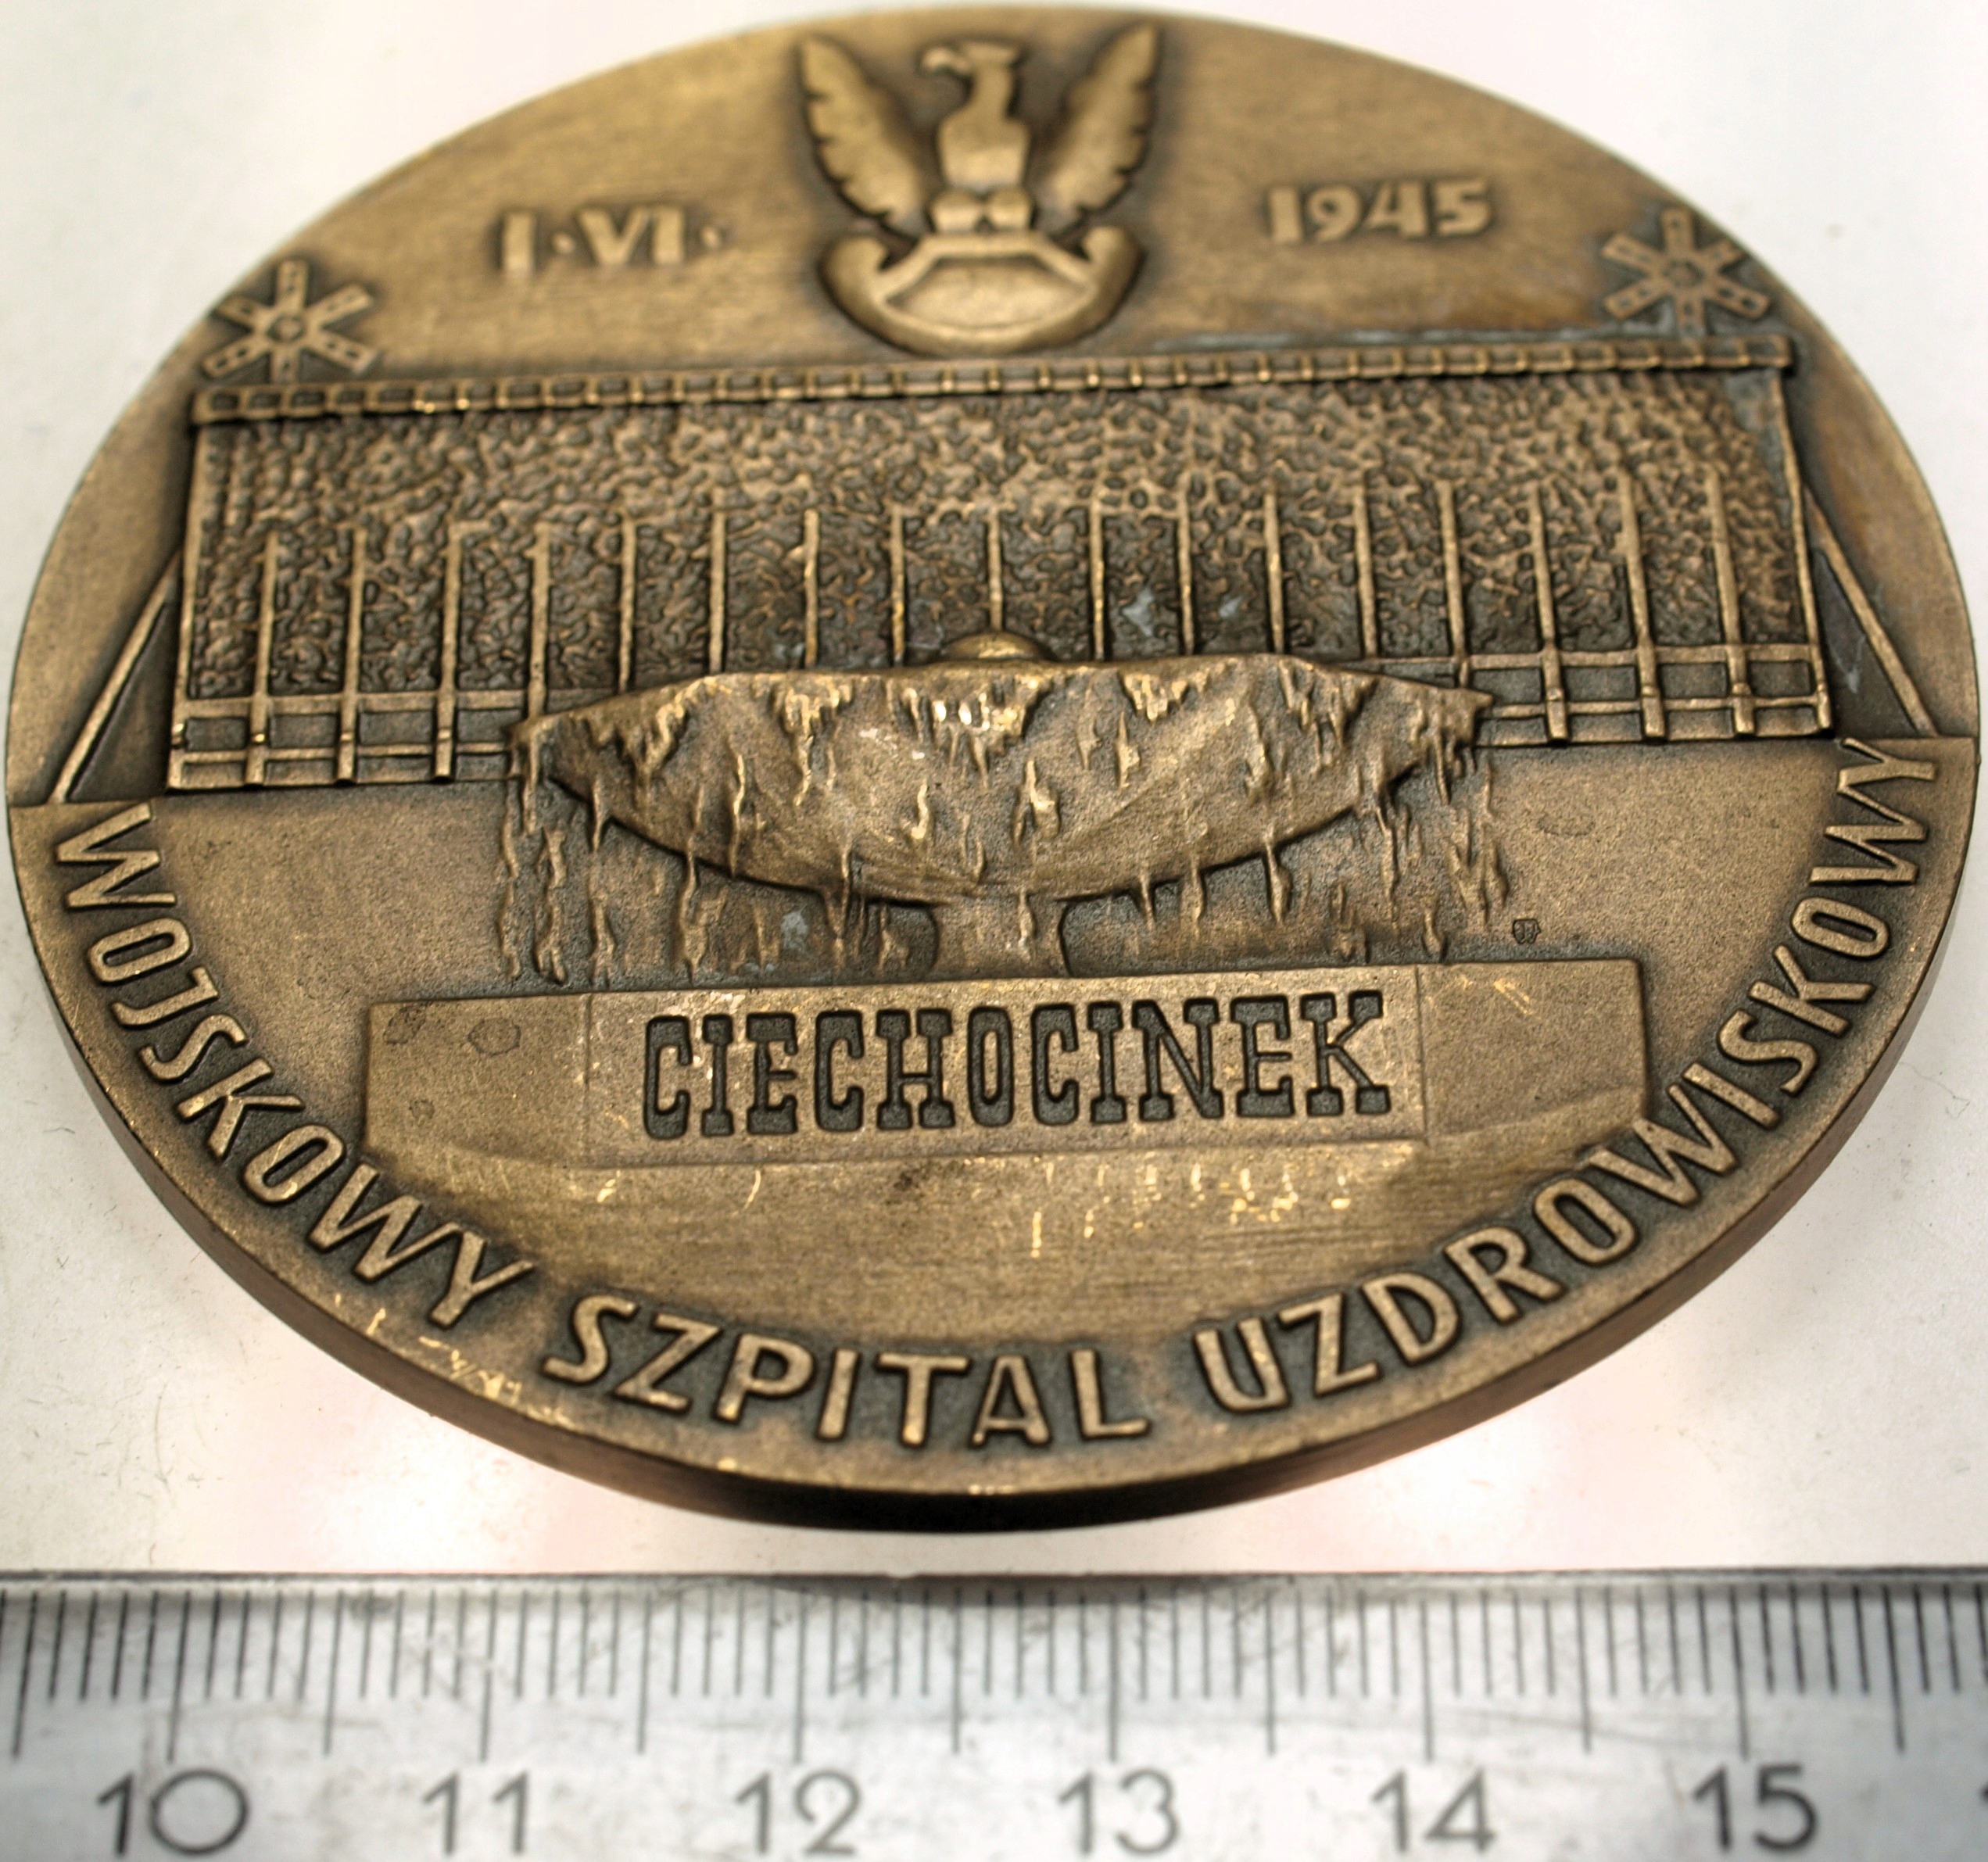 I·VI· 1945
CIECHOCINEK
WOJSKOWY SZPITAL UZDROWISKOWY
10 11 12 13 14 15